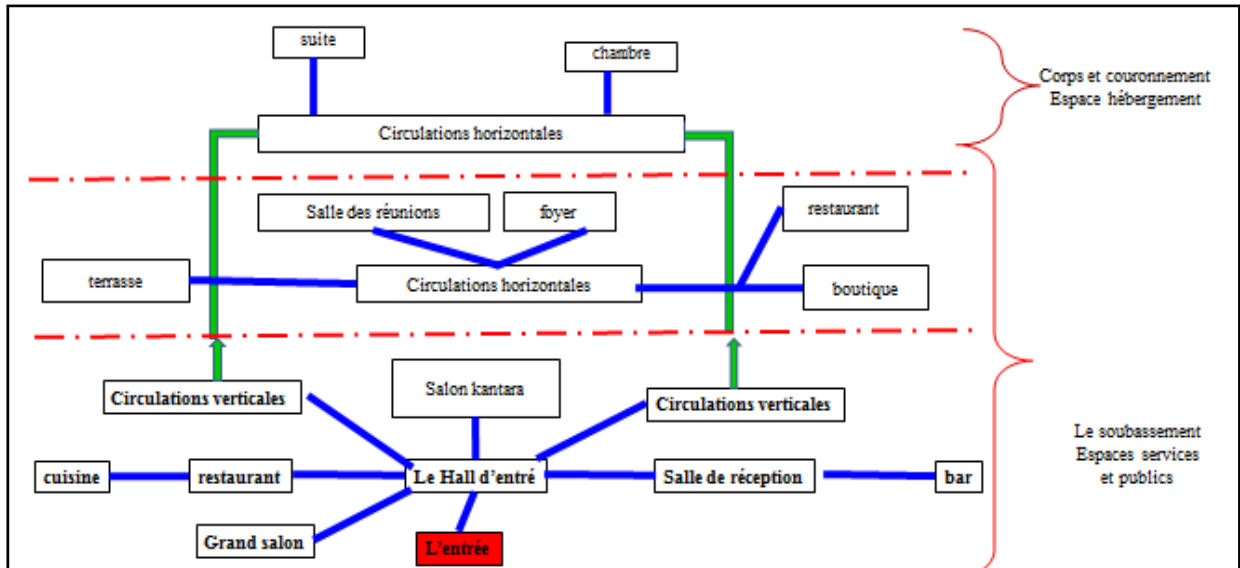 suite
chambre
Corps et couronnement
Espace hébergement
Circulations horizontales
Salle des réunions
foyer
restaurant
terrasse
Circulations horizontales
boutique
Salon kantara
Circulations verticales
Circulations verticales
Le soubassement
Espaces services
et publics
cuisine
restaurant
Le Hall d’entré
Salle de réception
bar
Grand salon
L’entrée